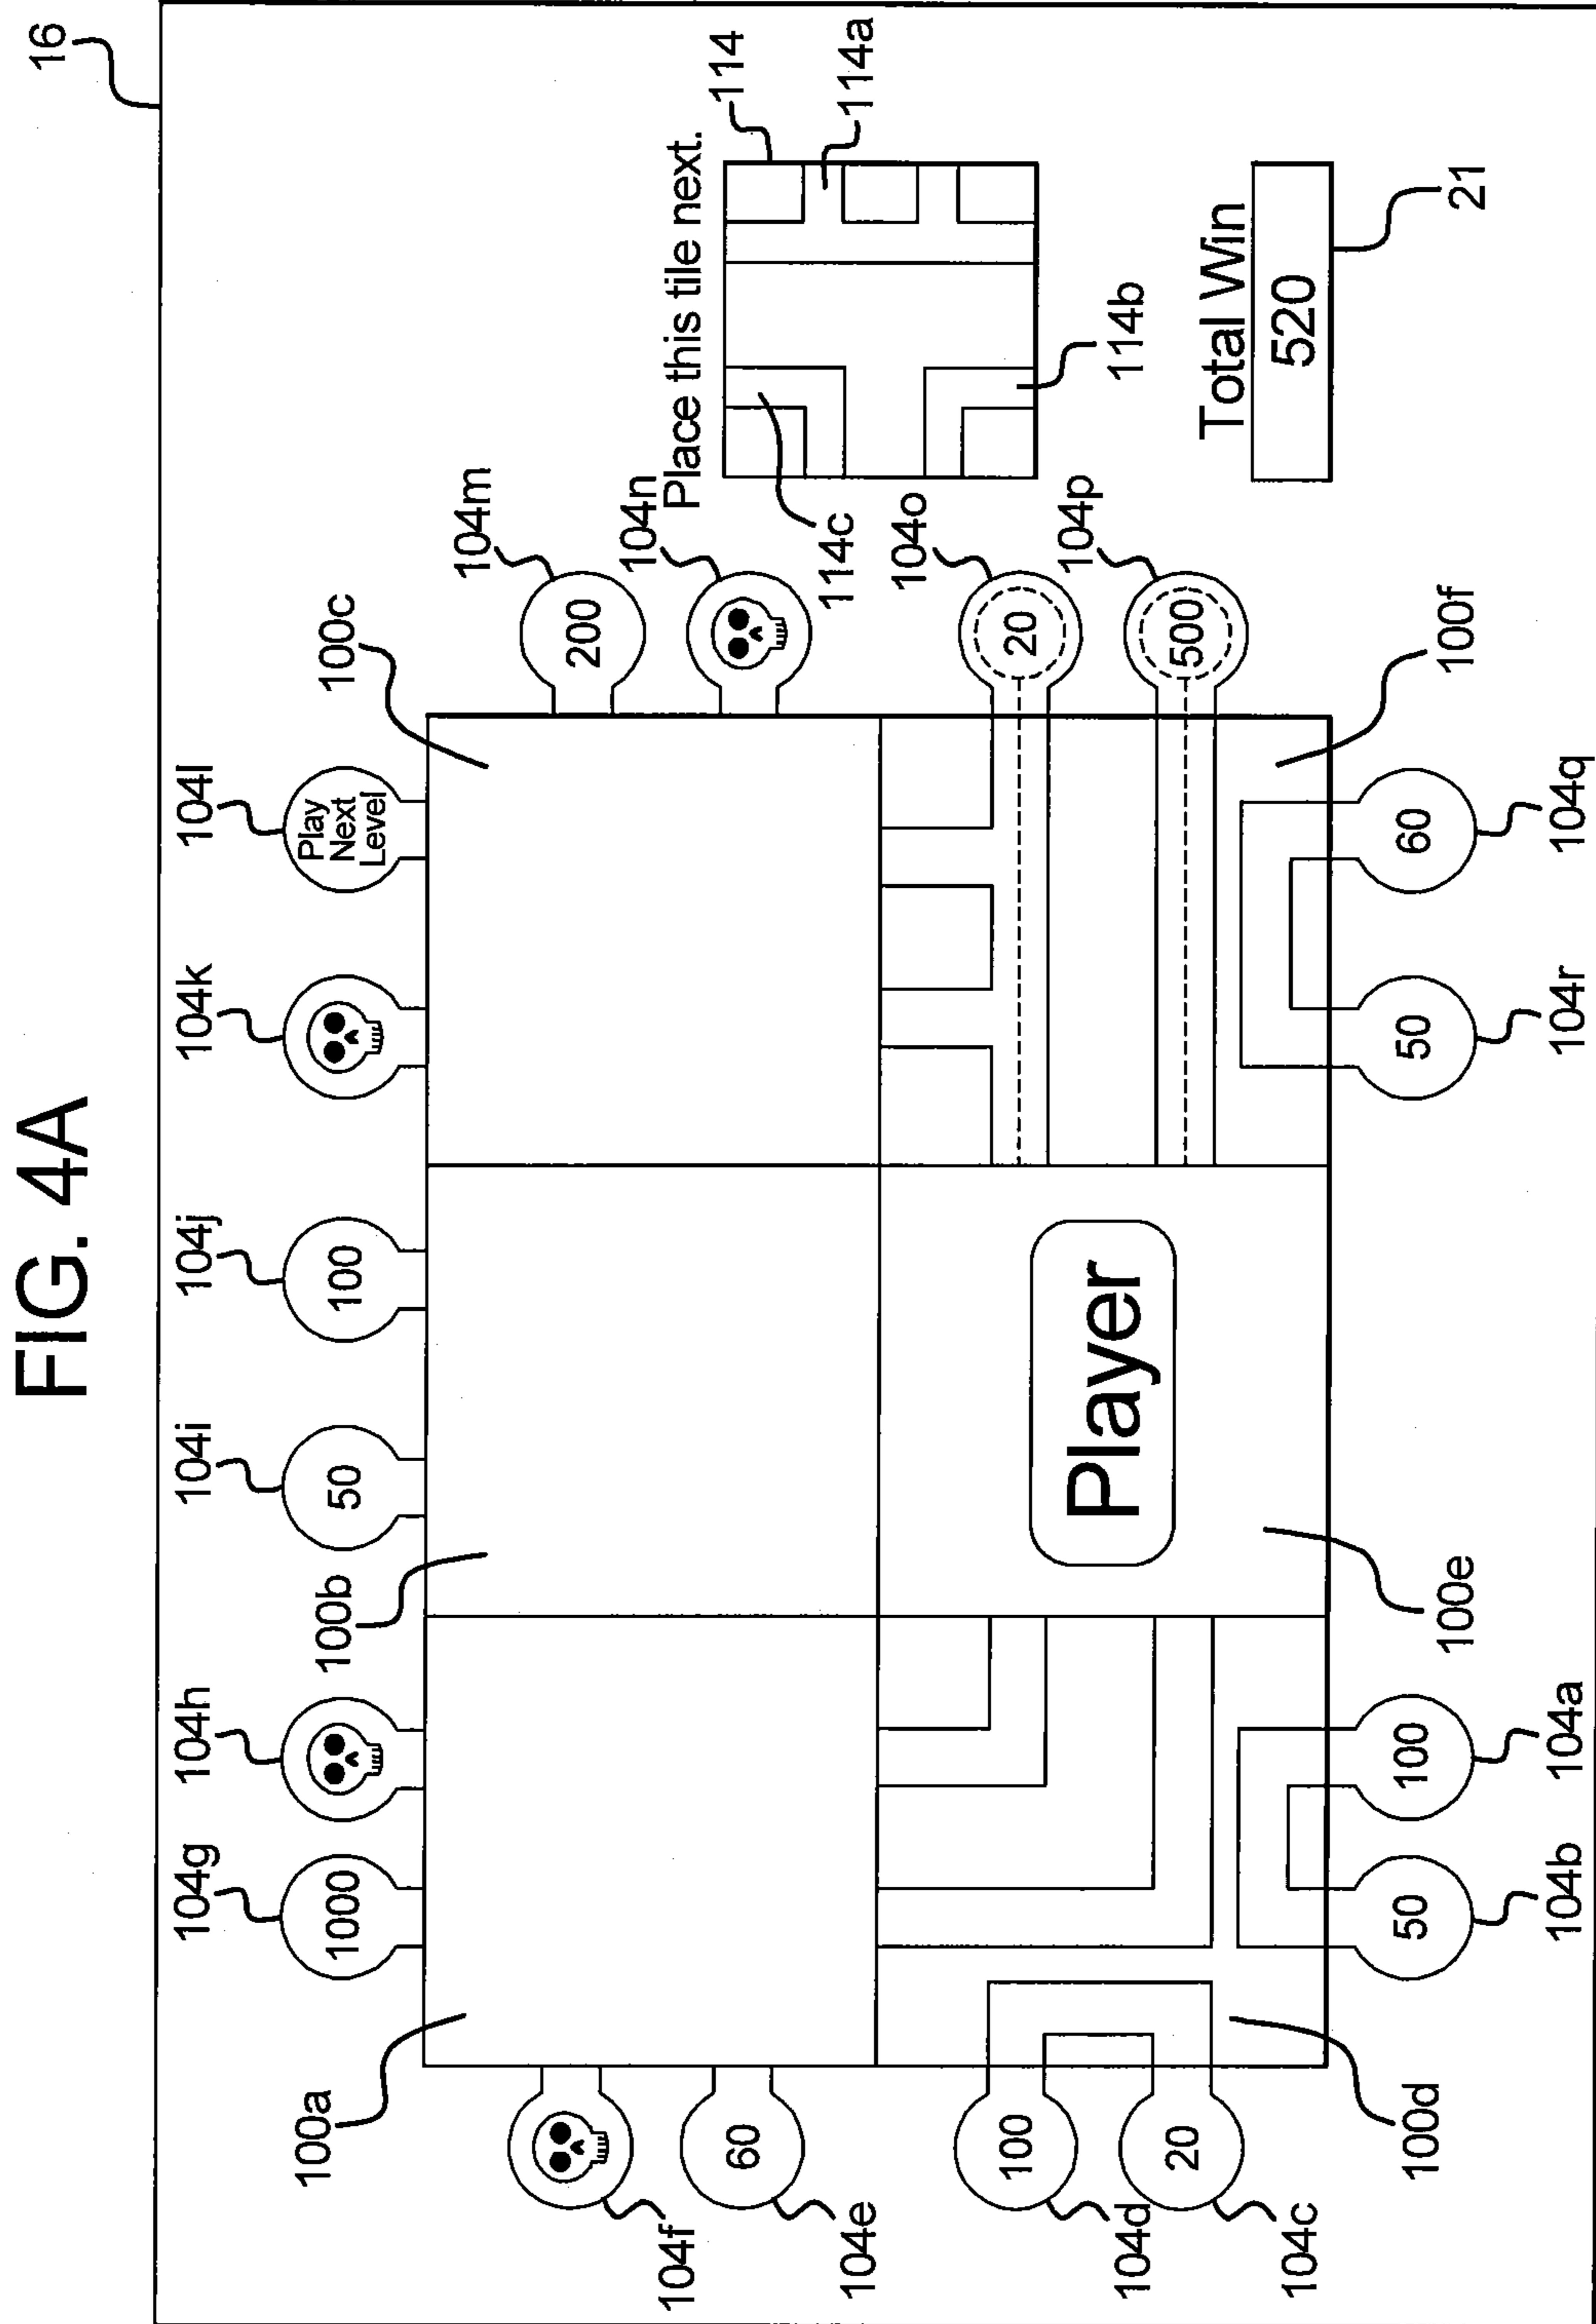 FIG. 4A
16
104g
104h
104i
104j
104k
104l
1000
50
100
Play
Next
Level
100a
100b
100c
104f
60
104e
200
104m
104n
Place this tile next.
114
114a
114c
114b
100
104d
20
104c
Player
20
104o
500
104p
Total Win
520
21
100d
50
104b
100
104a
100e
50
104r
60
104q
100f